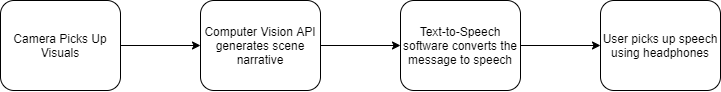 Camera Picks Up
Visuals
Computer Vision API
generates scene
narrative
Text-to-Speech
software converts the
message to speech
User picks up speech
using headphones